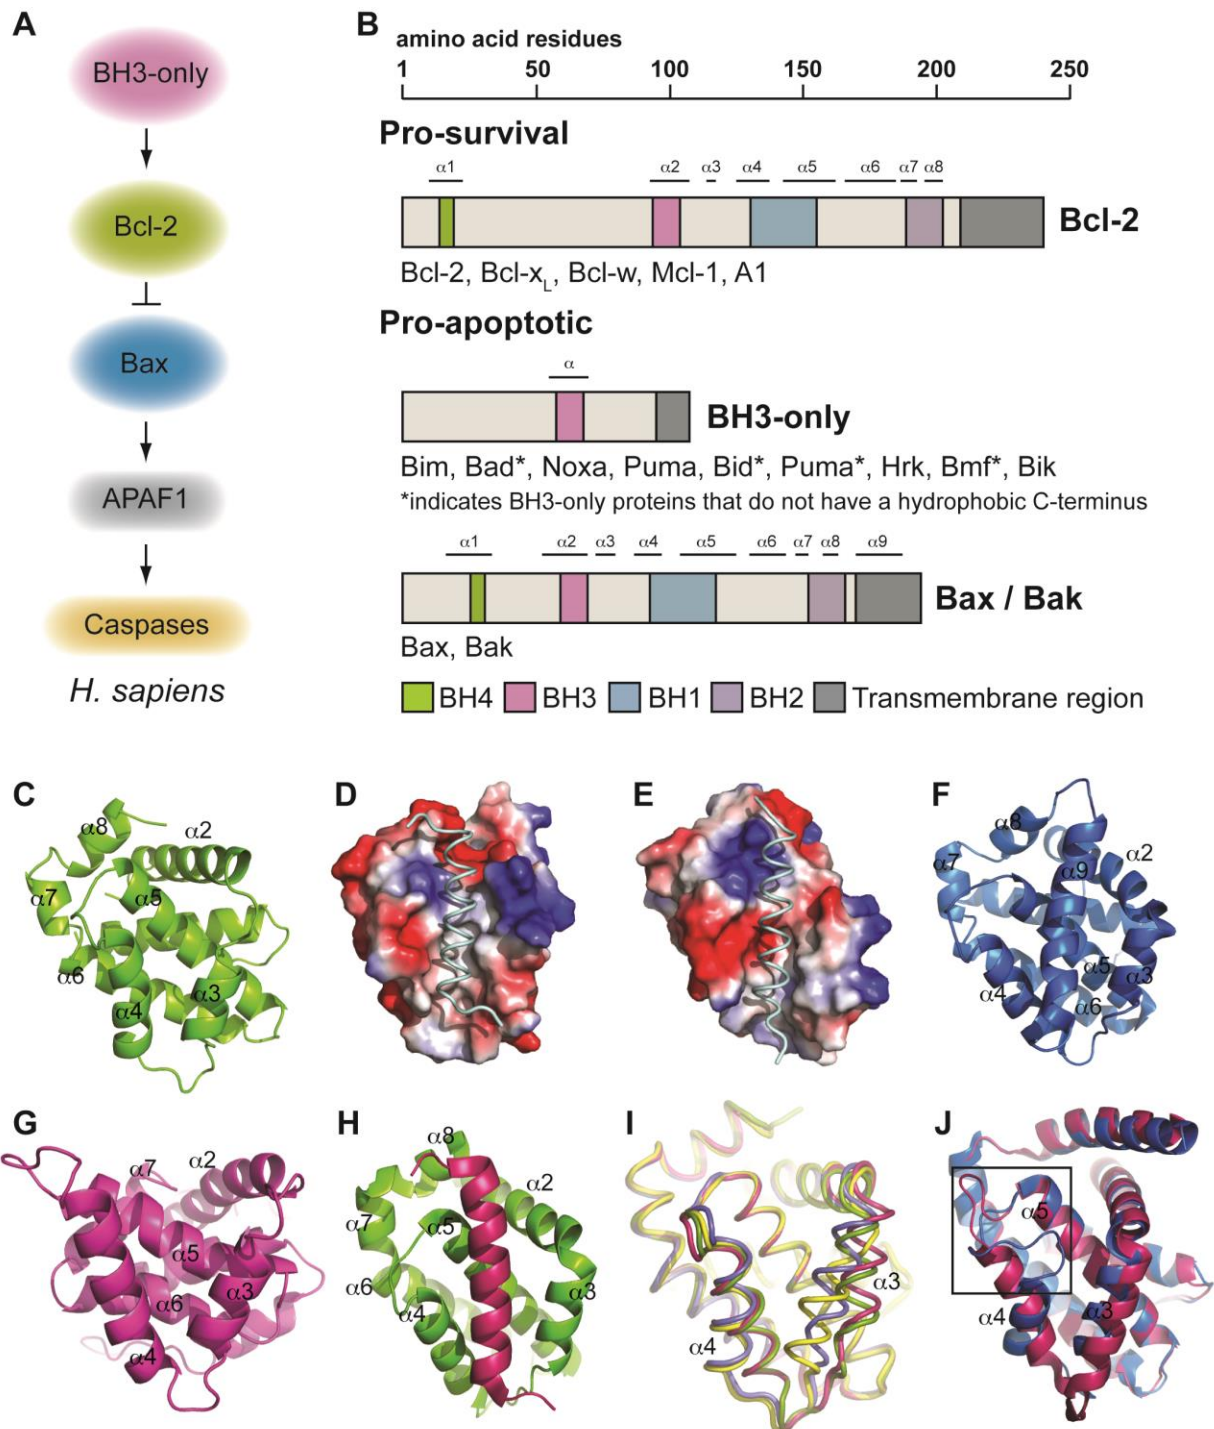 A
BH3-only
Bcl-2
Bax
APAF1
Caspases
H. sapiens
B
amino acid residues
1 50 100 150 200 250
Pro-survival
α1 α2 α3 α4 α5 α6 α7 α8
Bcl-2
Bcl-2, Bcl-xL, Bcl-w, Mcl-1, A1
Pro-apoptotic
α
BH3-only
Bim, Bad*, Noxa, Puma, Bid*, Puma*, Hrk, Bmf*, Bik
*indicates BH3-only proteins that do not have a hydrophobic C-terminus
α1 α2 α3 α4 α5 α6 α7 α8 α9
Bax / Bak
Bax, Bak
BH4 BH3 BH1 BH2 Transmembrane region
C
α8 α2
α7 α5
α6
α4 α3
D
E
F
α8
α7 α9 α2
α5 α3
α4 α6
G
α7 α2
α5
α6 α3
α4
H
α8
α2
α7 α5
α6
α4 α3
I
α3
α4
J
α5
α4 α3